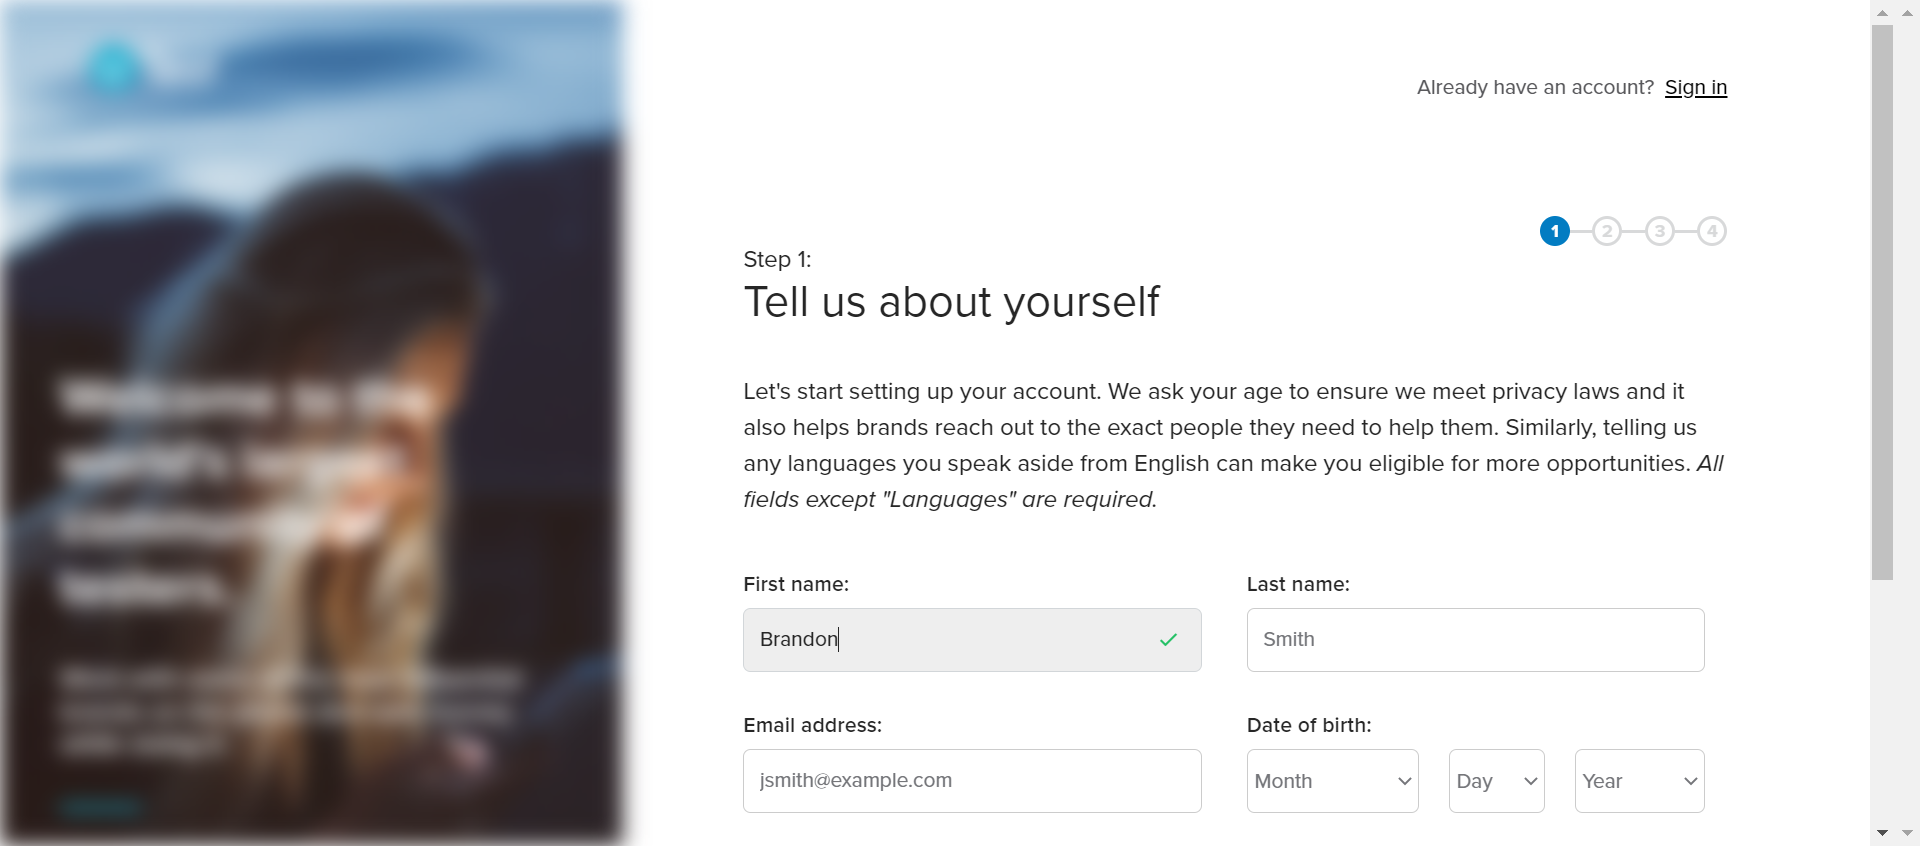 Already have an account? Sign in
1 2 3 4
Step 1:
Tell us about yourself
Let's start setting up your account. We ask your age to ensure we meet privacy laws and it
also helps brands reach out to the exact people they need to help them. Similarly, telling us
any languages you speak aside from English can make you eligible for more opportunities. All
fields except "Languages" are required.
First name: Last name:
Brandon Smith
Email address: Date of birth:
jsmith@example.com Month Day Year